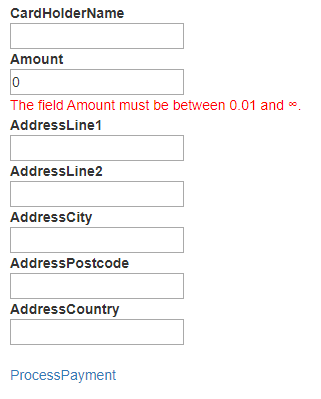 CardHolderName
Amount
0
The field Amount must be between 0.01 and ∞.
AddressLine1
AddressLine2
AddressCity
AddressPostcode
AddressCountry
ProcessPayment